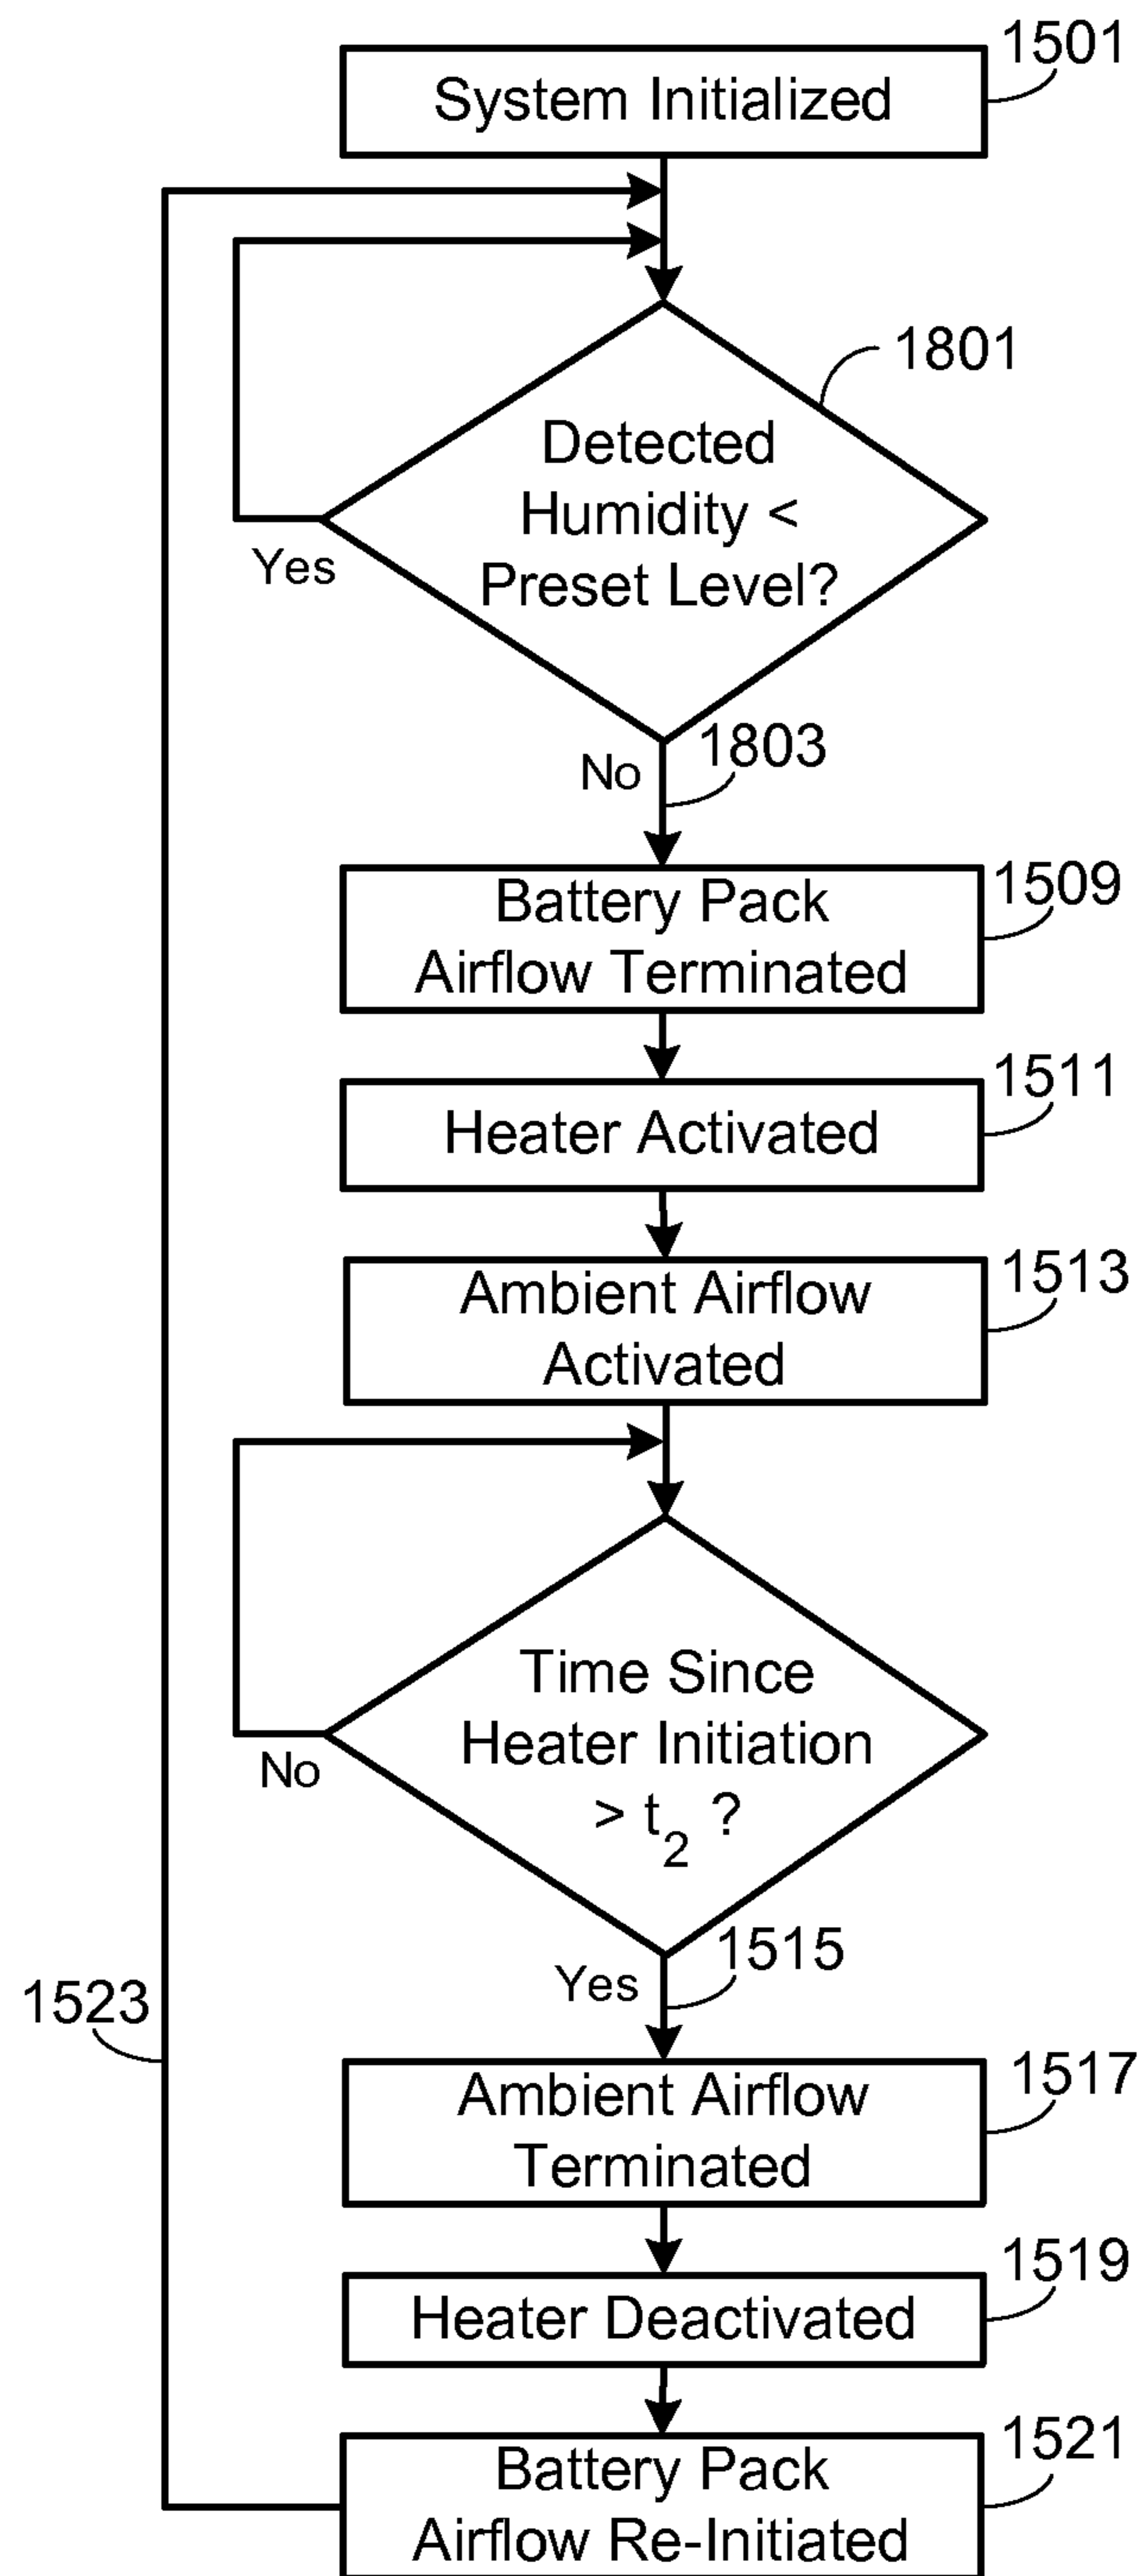 1501
System Initialized
1801
Detected
Humidity <
Preset Level?
Yes
1803
No
1509
Battery Pack
Airflow Terminated
1511
Heater Activated
1513
Ambient Airflow
Activated
Time Since
Heater Initiation
> t₂ ?
No
1515
Yes
1523
1517
Ambient Airflow
Terminated
1519
Heater Deactivated
1521
Battery Pack
Airflow Re-Initiated